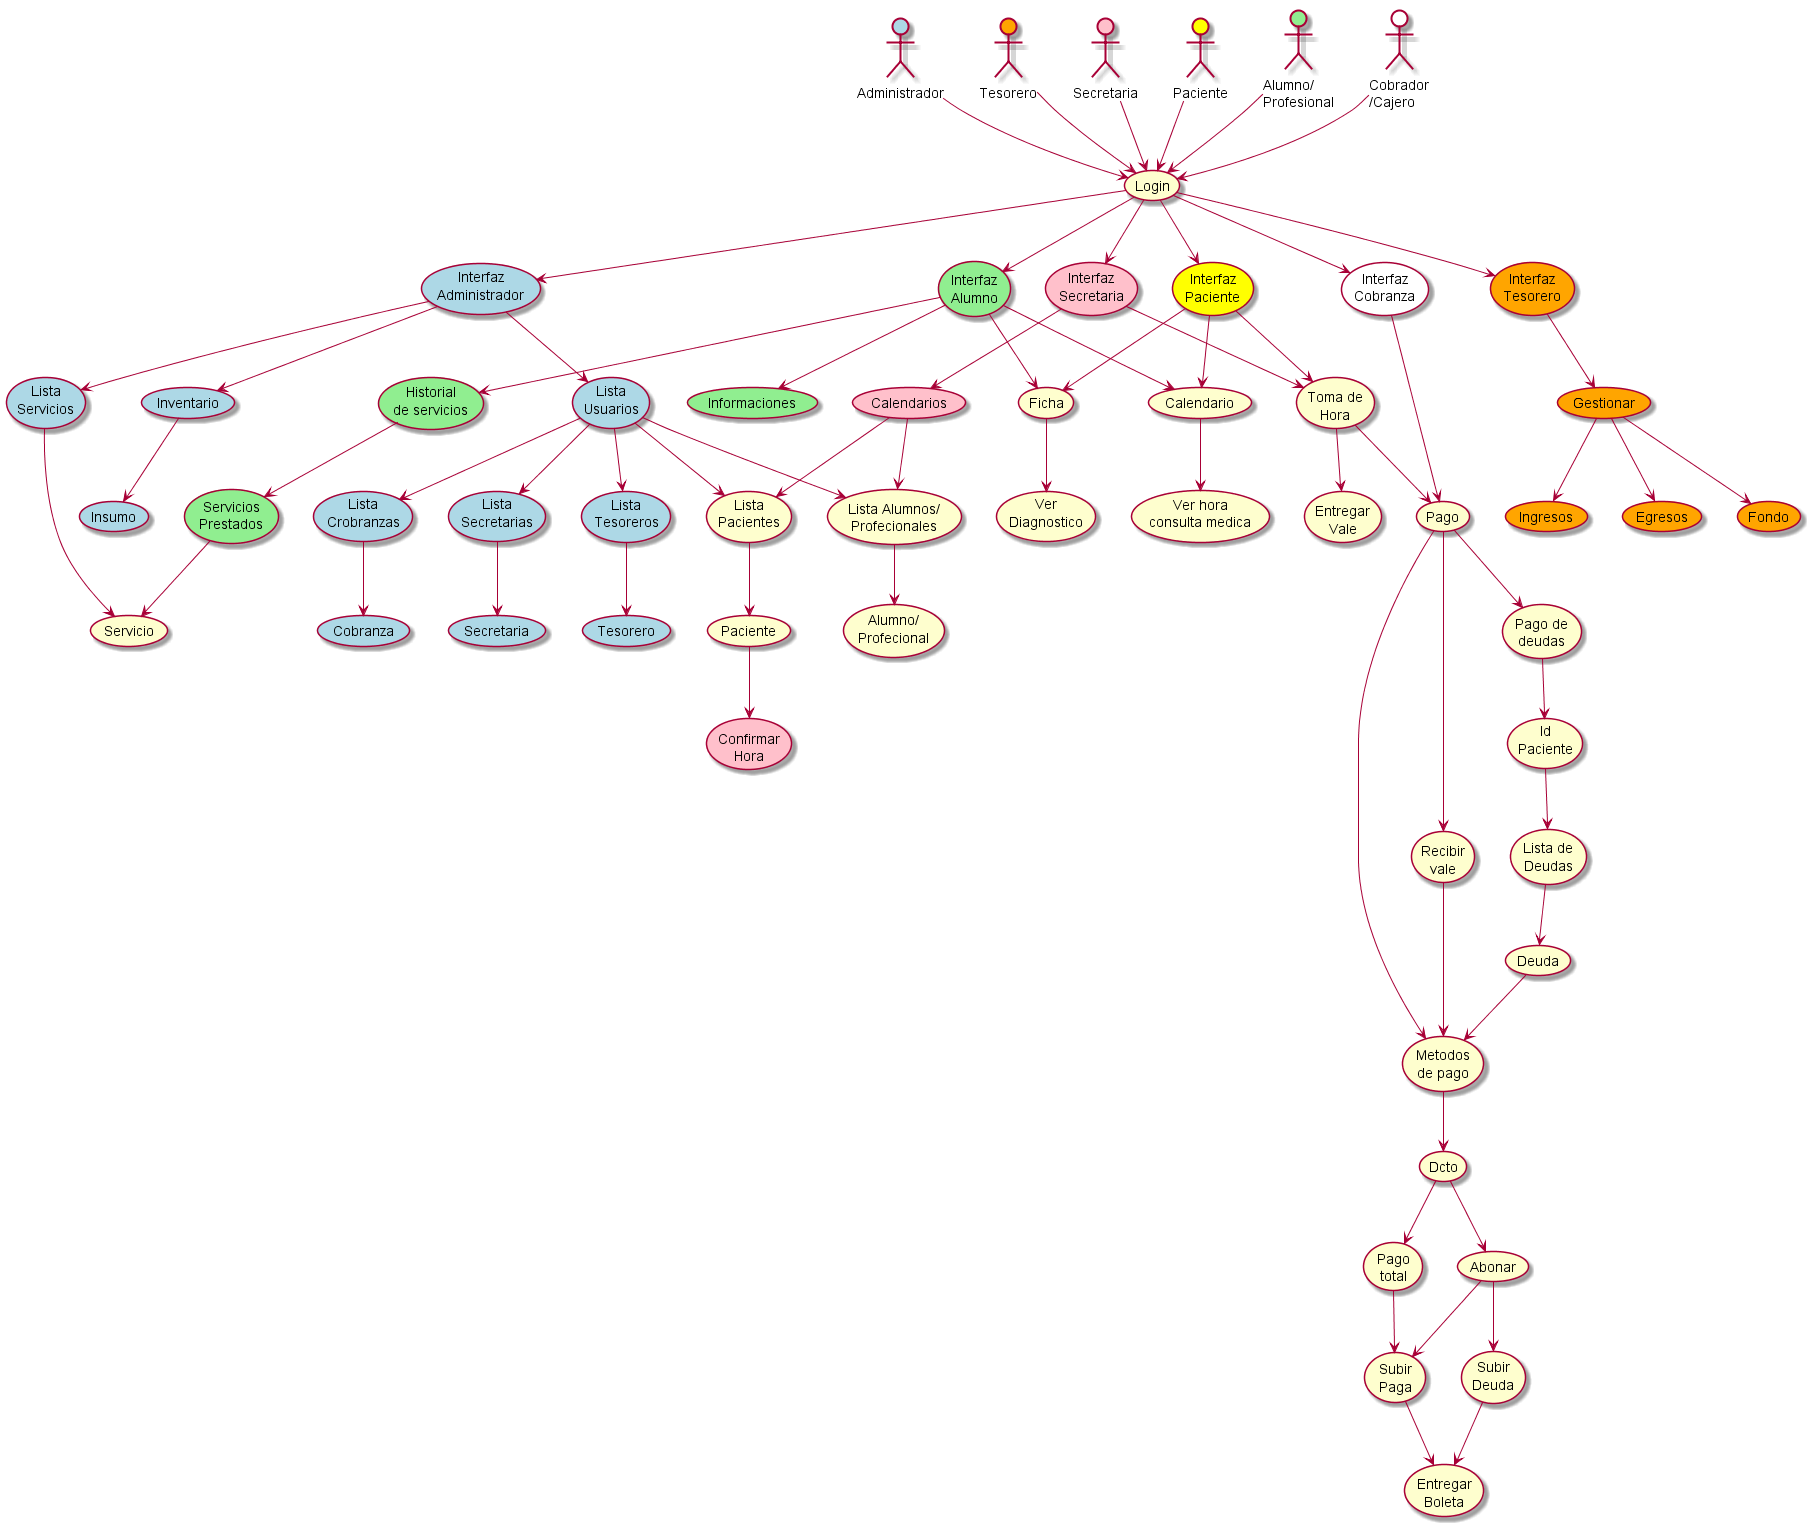 Administrador
Tesorero
Secretaria
Paciente
Alumno/
Profesional
Cobrador
/Cajero
Login
Interfaz
Administrador
Interfaz
Alumno
Interfaz
Secretaria
Interfaz
Paciente
Interfaz
Cobranza
Interfaz
Tesorero
Lista
Servicios
Inventario
Historial
de servicios
Lista
Usuarios
Informaciones
Calendarios
Ficha
Calendario
Toma de
Hora
Gestionar
Insumo
Servicios
Prestados
Lista
Crobranzas
Lista
Secretarias
Lista
Tesoreros
Lista
Pacientes
Lista Alumnos/
Profecionales
Ver
Diagnostico
Ver hora
consulta medica
Entregar
Vale
Pago
Ingresos
Egresos
Fondo
Servicio
Cobranza
Secretaria
Tesorero
Paciente
Alumno/
Profecional
Pago de
deudas
Confirmar
Hora
Id
Paciente
Recibir
vale
Lista de
Deudas
Deuda
Metodos
de pago
Dcto
Pago
total
Abonar
Subir
Paga
Subir
Deuda
Entregar
Boleta